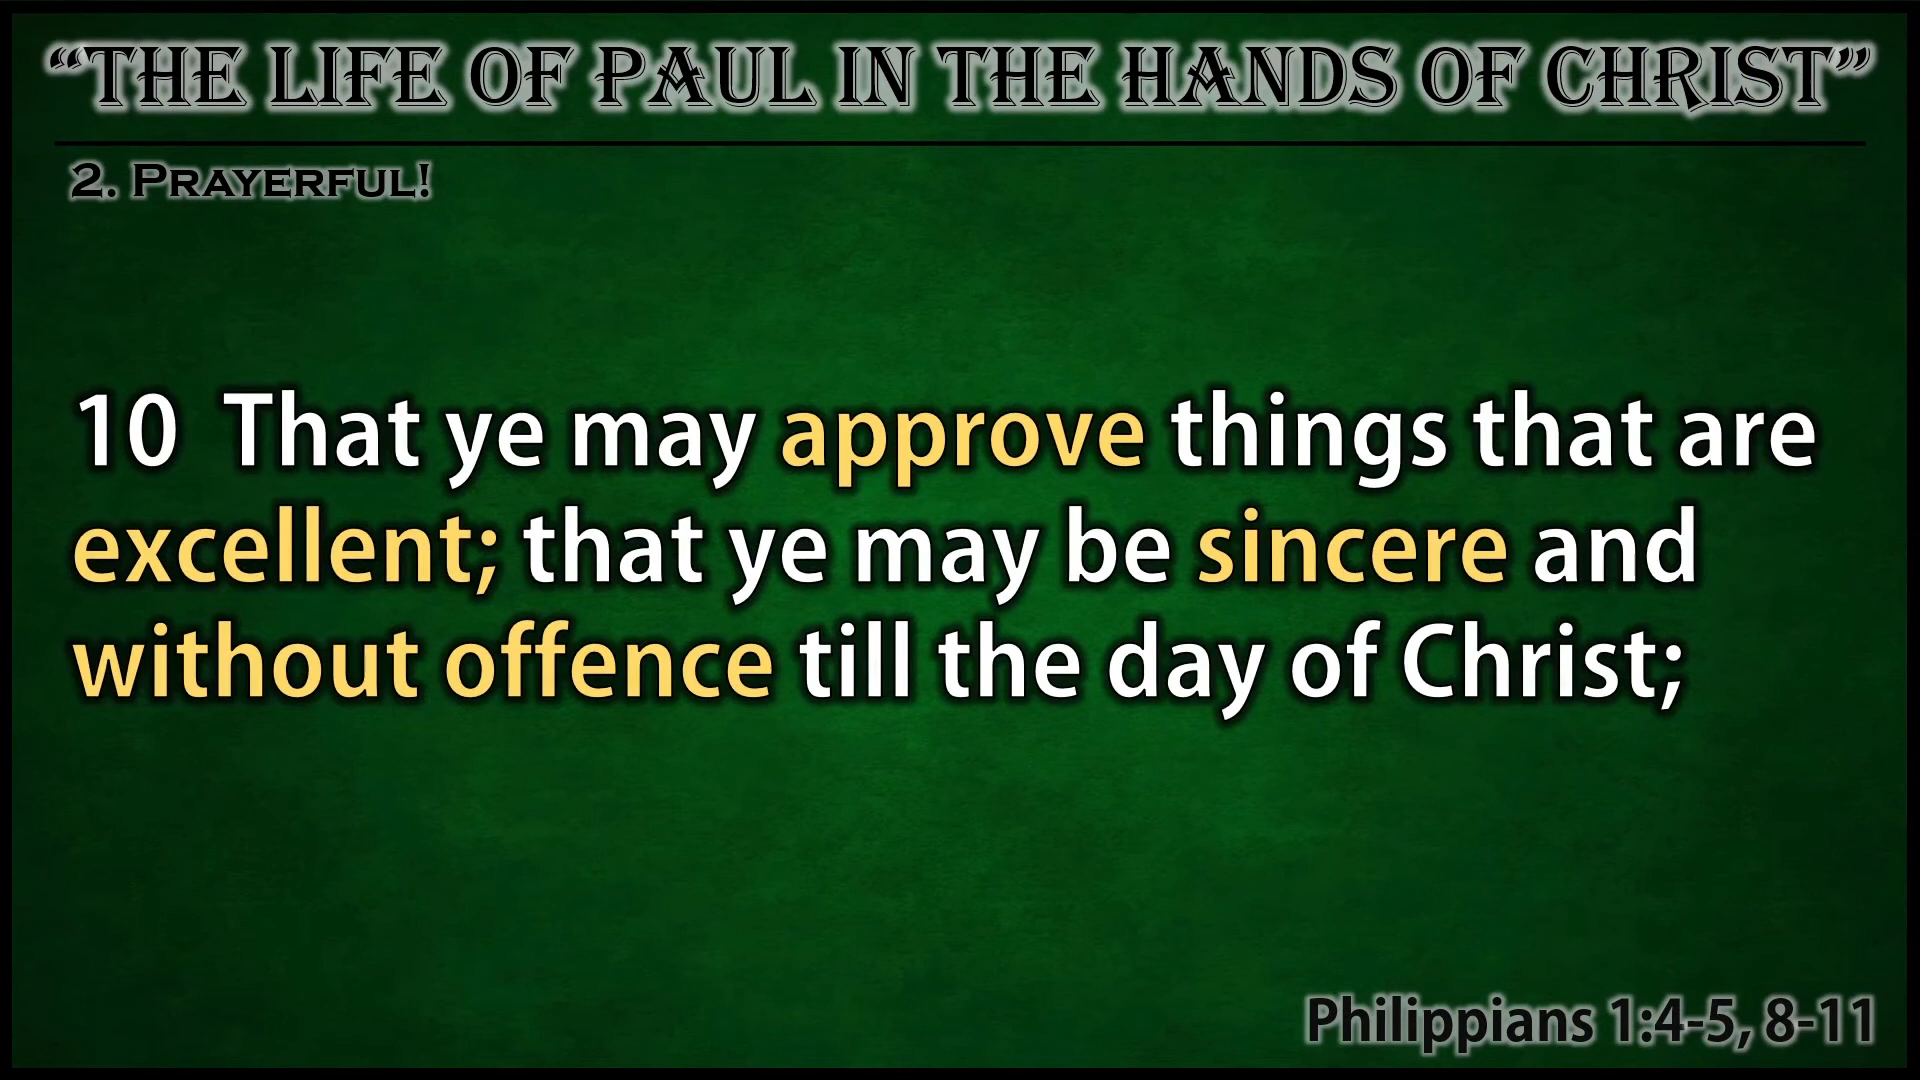 “THE LIFE OF PAUL IN THE HANDS OF CHRIST”
2. PRAYERFUL!
10 That ye may approve things that are
excellent; that ye may be sincere and
without offence till the day of Christ;
Philippians 1:4-5, 8-11